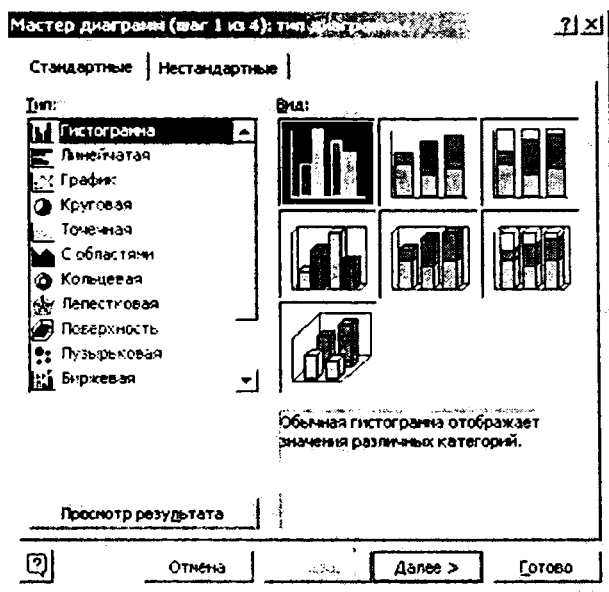 Мастер диаграмм (шаг 1 из 4): тип диаграммы
Стандартные Нестандартные
Тип:
Гистограмма
Линейчатая
График
Круговая
Точечная
С областями
Кольцевая
Лепестковая
Поверхность
Пузырьковая
Биржевая
Вид:
Обычная гистограмма отображает
значения различных категорий.
Просмотр результата
Отмена Далее > Готово